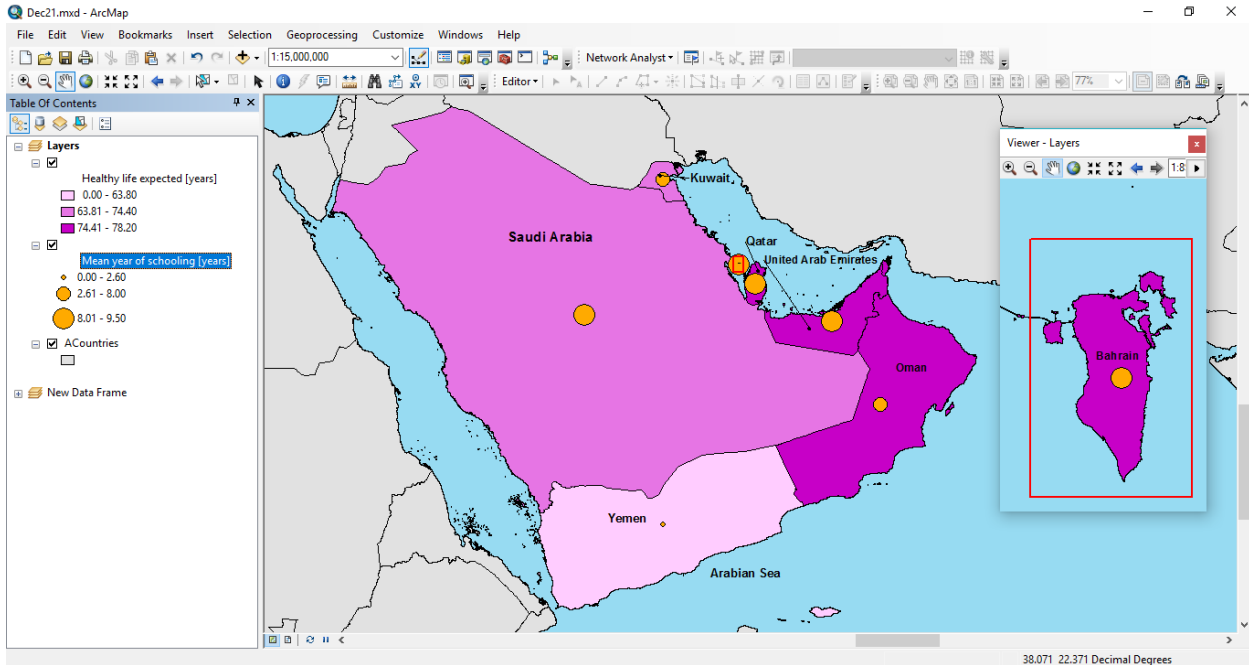 Dec21.mxd - ArcMap
File Edit View Bookmarks Insert Selection Geoprocessing Customize Windows Help
1:15,000,000
Network Analyst
Editor
77%
Table Of Contents
Layers
Healthy life expected [years]
0.00 - 63.80
63.81 - 74.40
74.41 - 78.20
Mean year of schooling [years]
0.00 - 2.60
2.61 - 8.00
8.01 - 9.50
ACountries
New Data Frame
Kuwait
Saudi Arabia
Qatar
United Arab Emirates
Oman
Yemen
Arabian Sea
Viewer - Layers
1:8
Bahrain
38.071 22.371 Decimal Degrees